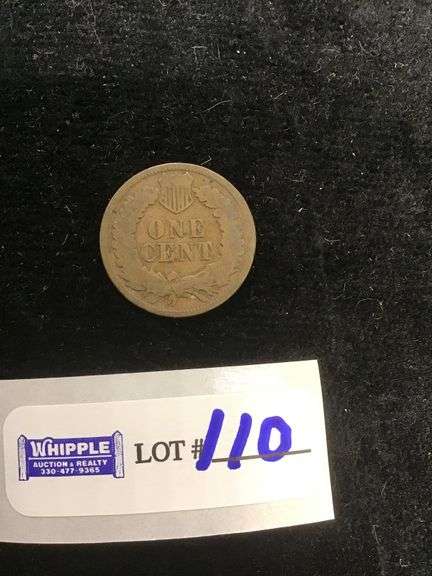 ONE
CENT
WHIPPLE
AUCTION & REALTY
330-477-9365
LOT # 110